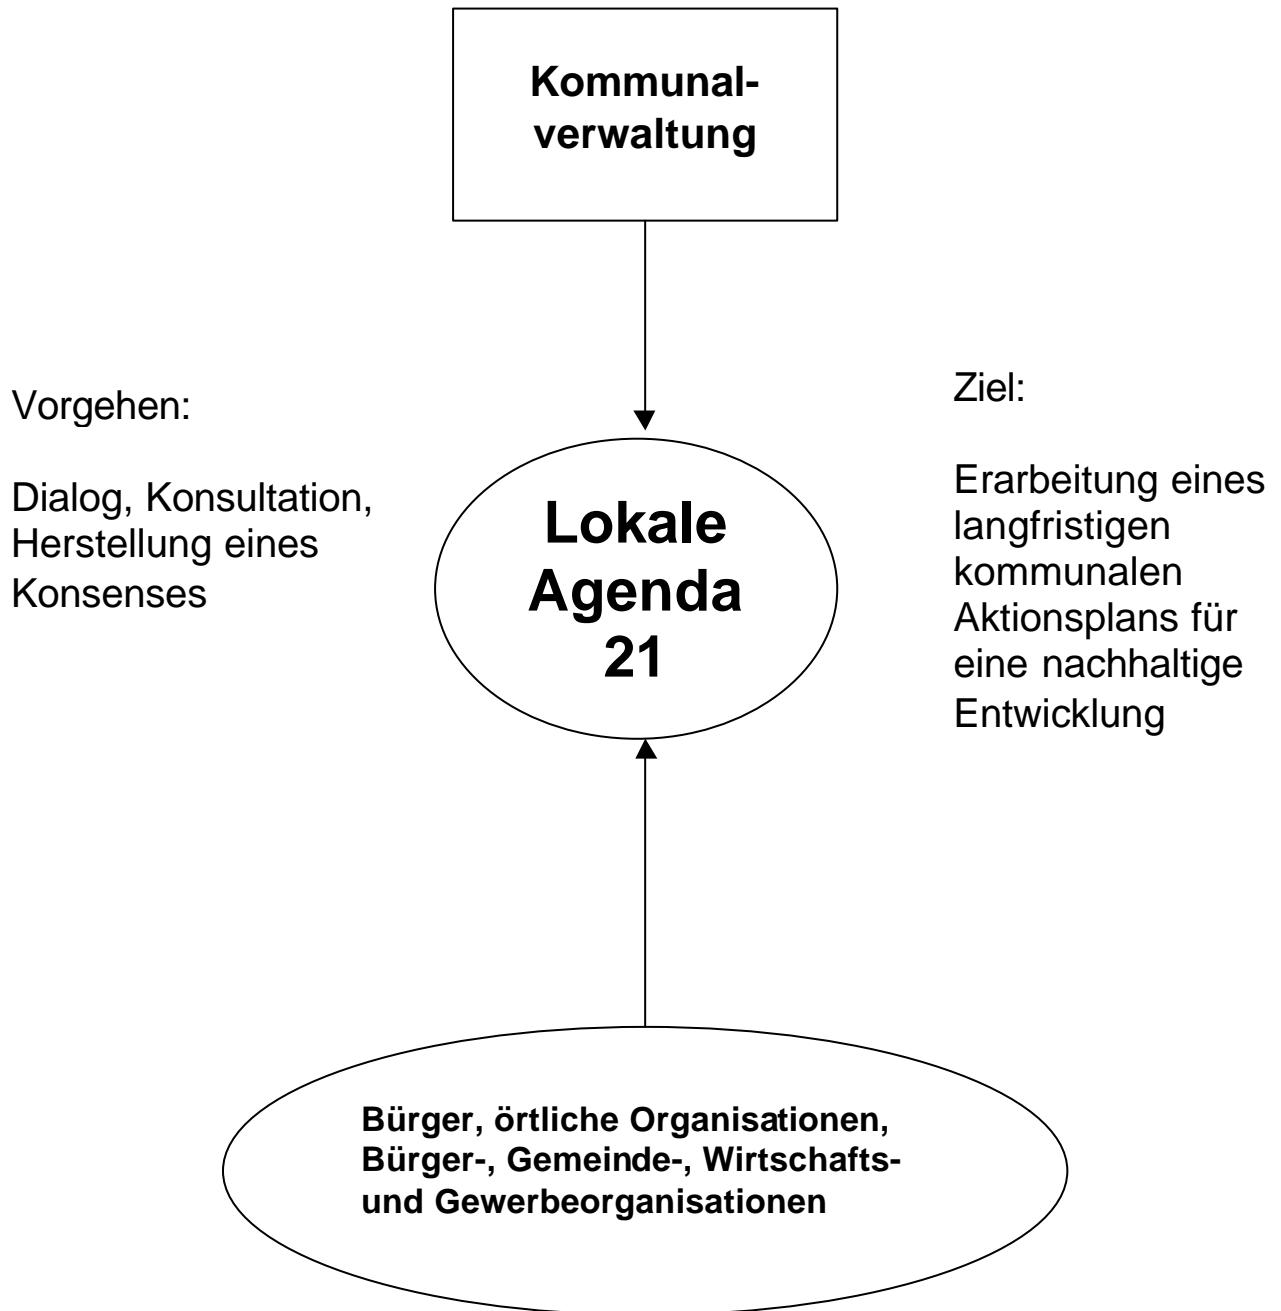 Kommunal-
verwaltung
Vorgehen:
Dialog, Konsultation,
Herstellung eines
Konsenses
Lokale
Agenda
21
Ziel:
Erarbeitung eines
langfristigen
kommunalen
Aktionsplans für
eine nachhaltige
Entwicklung
Bürger, örtliche Organisationen,
Bürger-, Gemeinde-, Wirtschafts-
und Gewerbeorganisationen